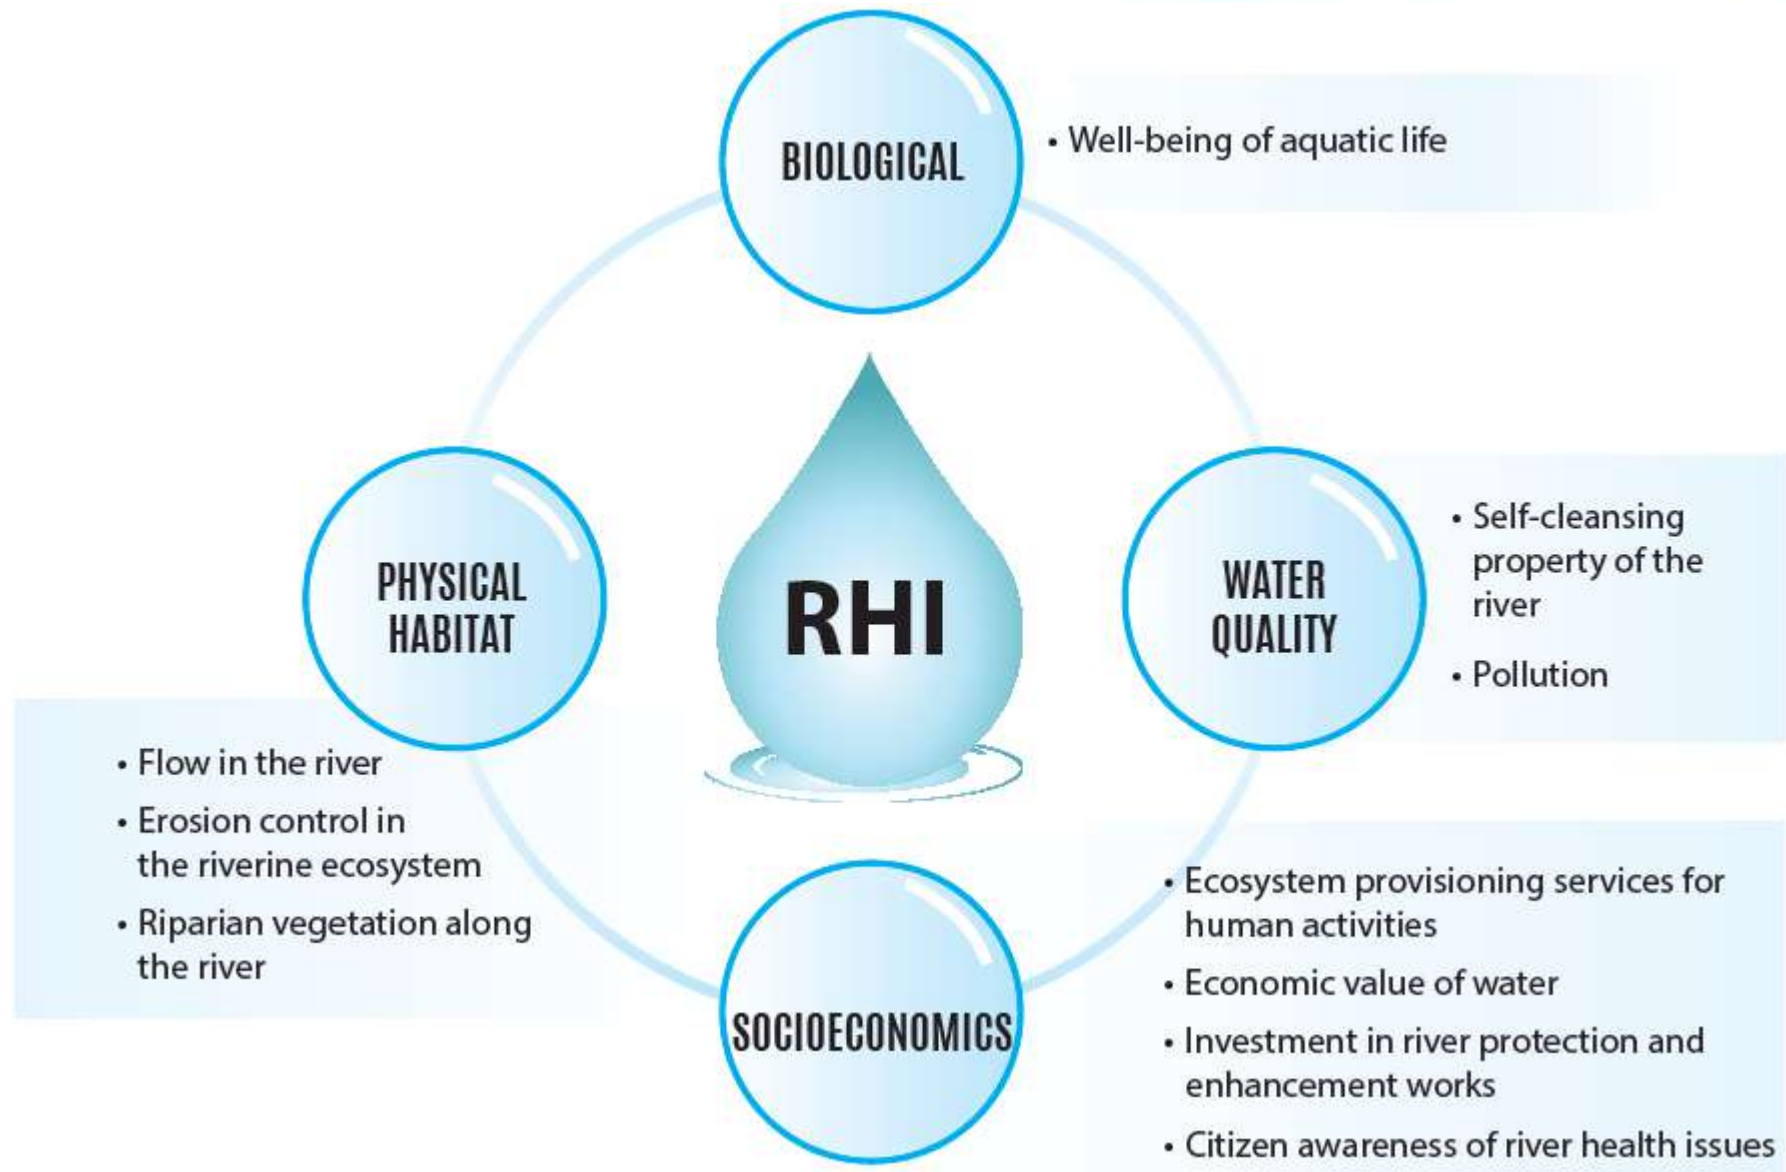 BIOLOGICAL
• Well-being of aquatic life
PHYSICAL
HABITAT
• Flow in the river
• Erosion control in
the riverine ecosystem
• Riparian vegetation along
the river
RHI
WATER
QUALITY
• Self-cleansing
property of the
river
• Pollution
SOCIOECONOMICS
• Ecosystem provisioning services for
human activities
• Economic value of water
• Investment in river protection and
enhancement works
• Citizen awareness of river health issues